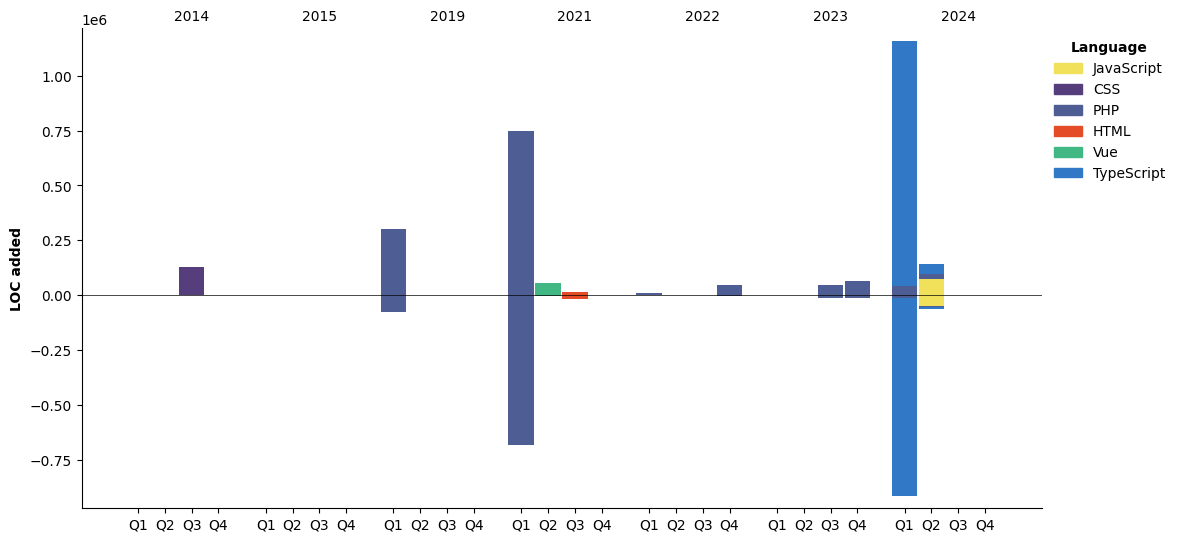 1e6
2014 2015 2019 2021 2022 2023 2024
Language
JavaScript
CSS
PHP
HTML
Vue
TypeScript
LOC added
1.00
0.75
0.50
0.25
0.00
−0.25
−0.50
−0.75
Q1 Q2 Q3 Q4 Q1 Q2 Q3 Q4 Q1 Q2 Q3 Q4 Q1 Q2 Q3 Q4 Q1 Q2 Q3 Q4 Q1 Q2 Q3 Q4 Q1 Q2 Q3 Q4